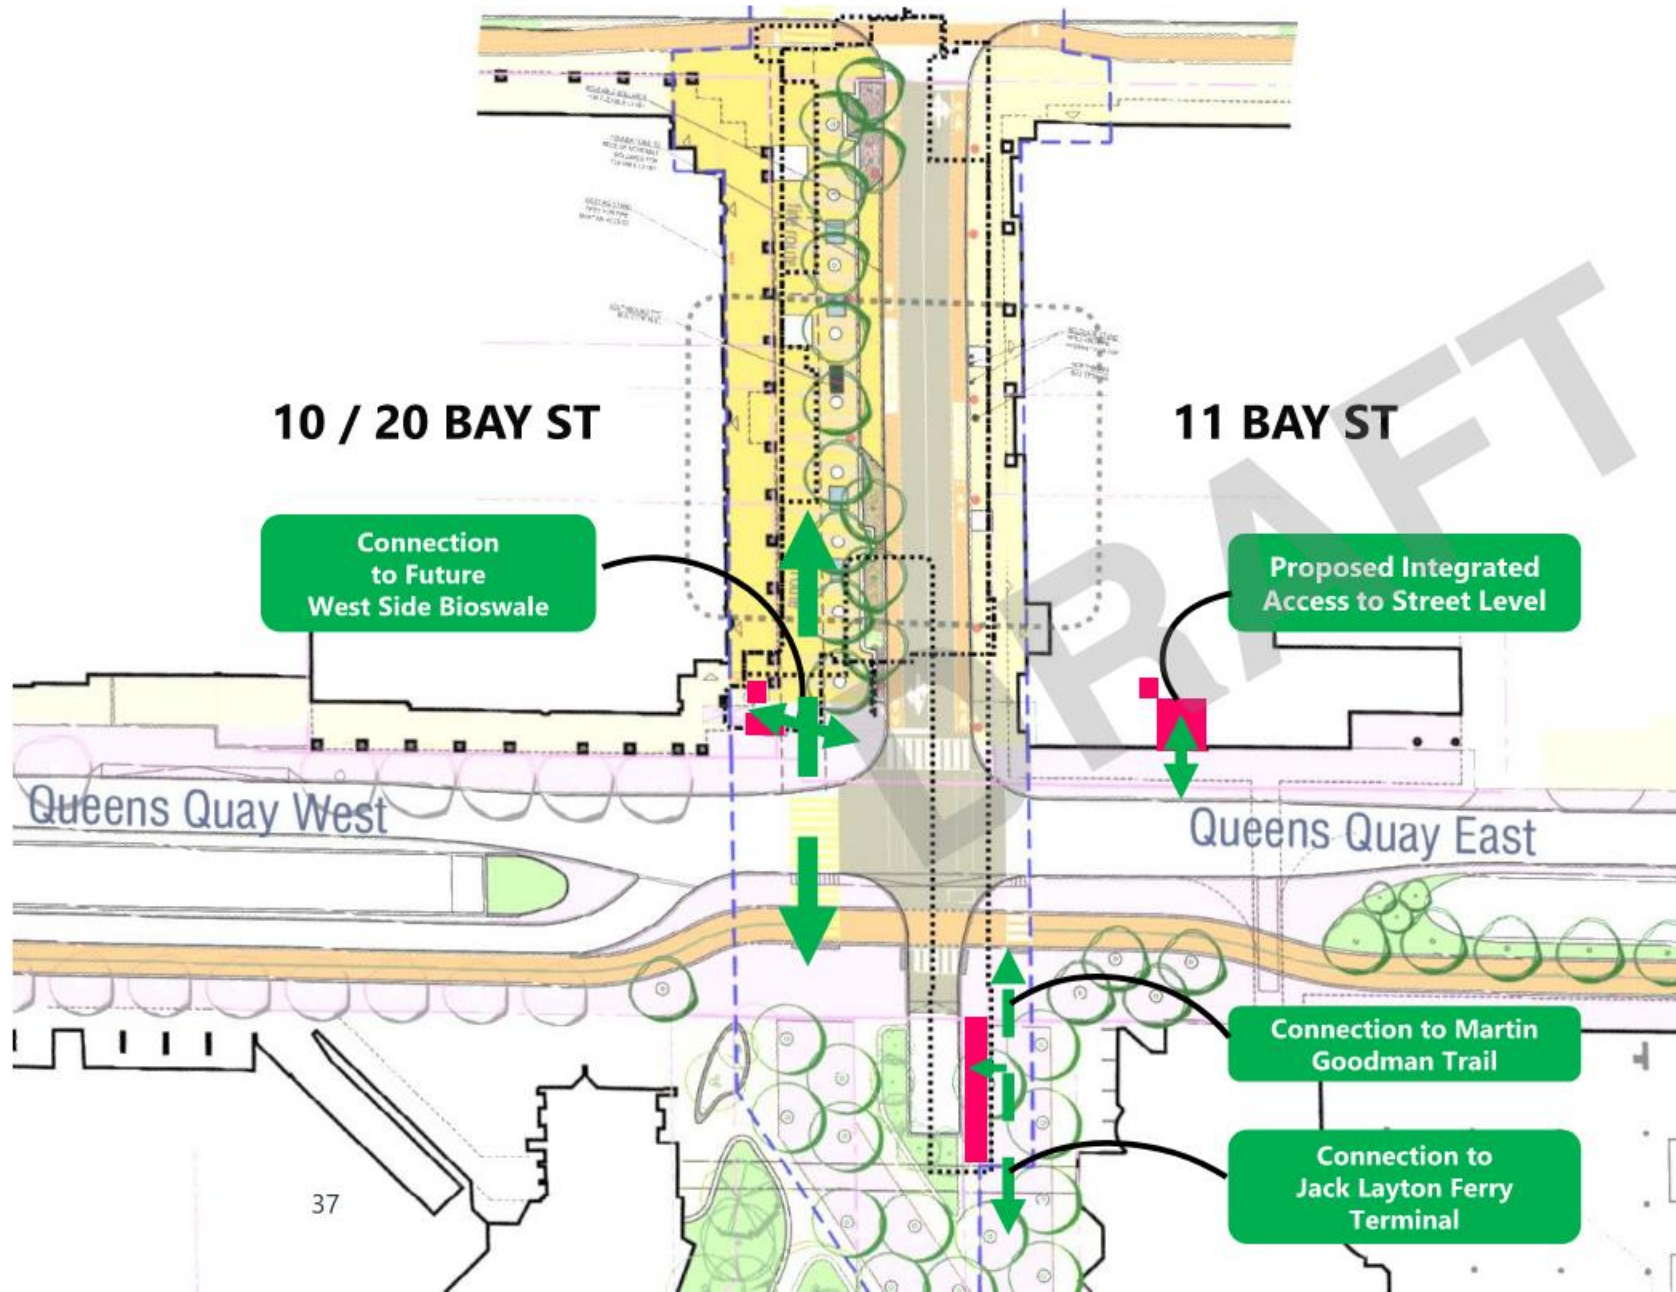 10 / 20 BAY ST
11 BAY ST
DRAFT
Connection
to Future
West Side Bioswale
Proposed Integrated
Access to Street Level
Queens Quay West
Queens Quay East
Connection to Martin
Goodman Trail
Connection to
Jack Layton Ferry
Terminal
37